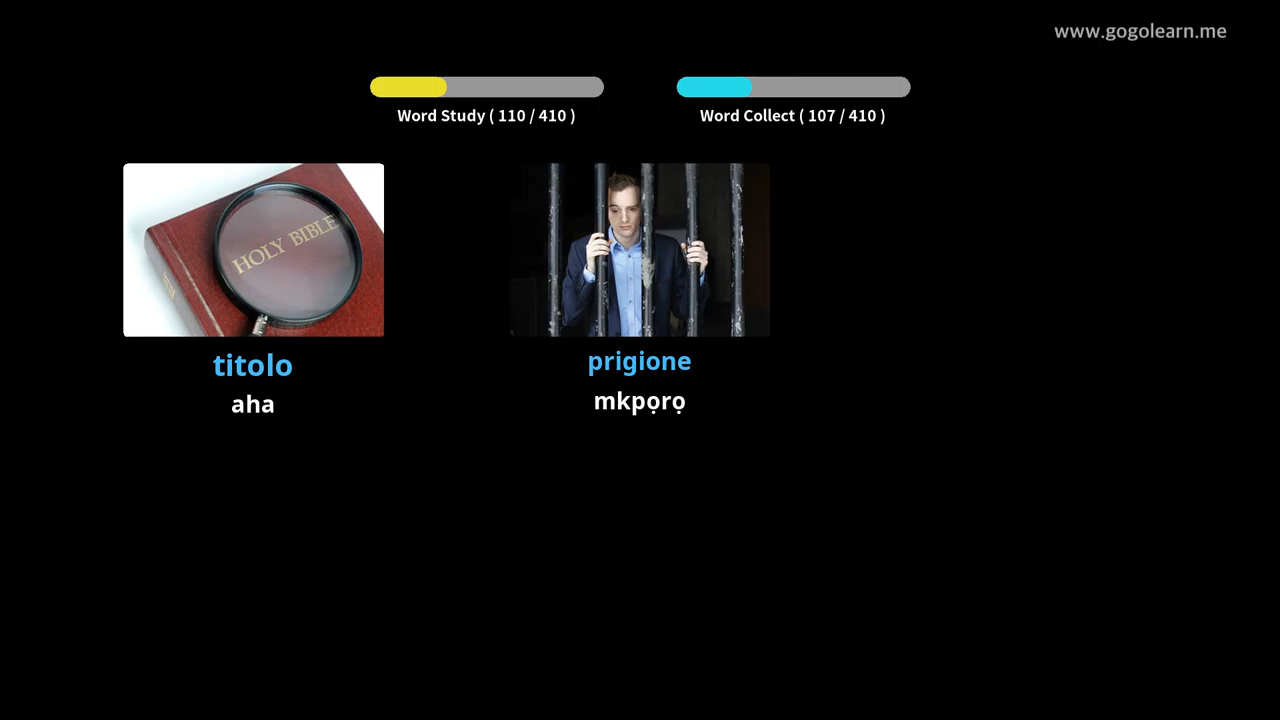 www.gogolearn.me
Word Study ( 110 / 410 )
Word Collect ( 107 / 410 )
HOLY BIBLE
titolo
aha
prigione
mkpọrọ